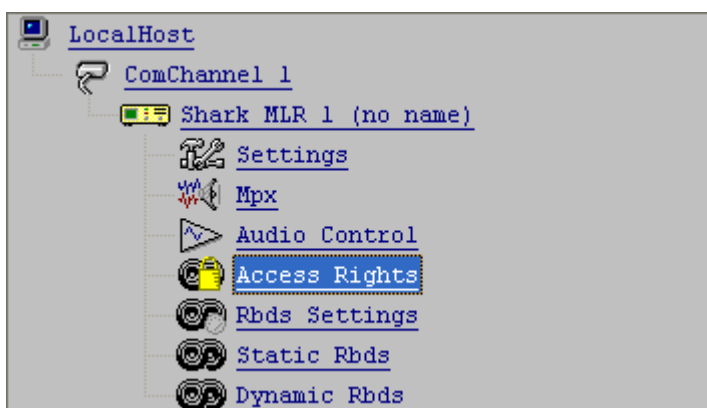 LocalHost
ComChannel 1
Shark MLR 1 (no name)
Settings
Mpx
Audio Control
Access Rights
Rbds Settings
Static Rbds
Dynamic Rbds